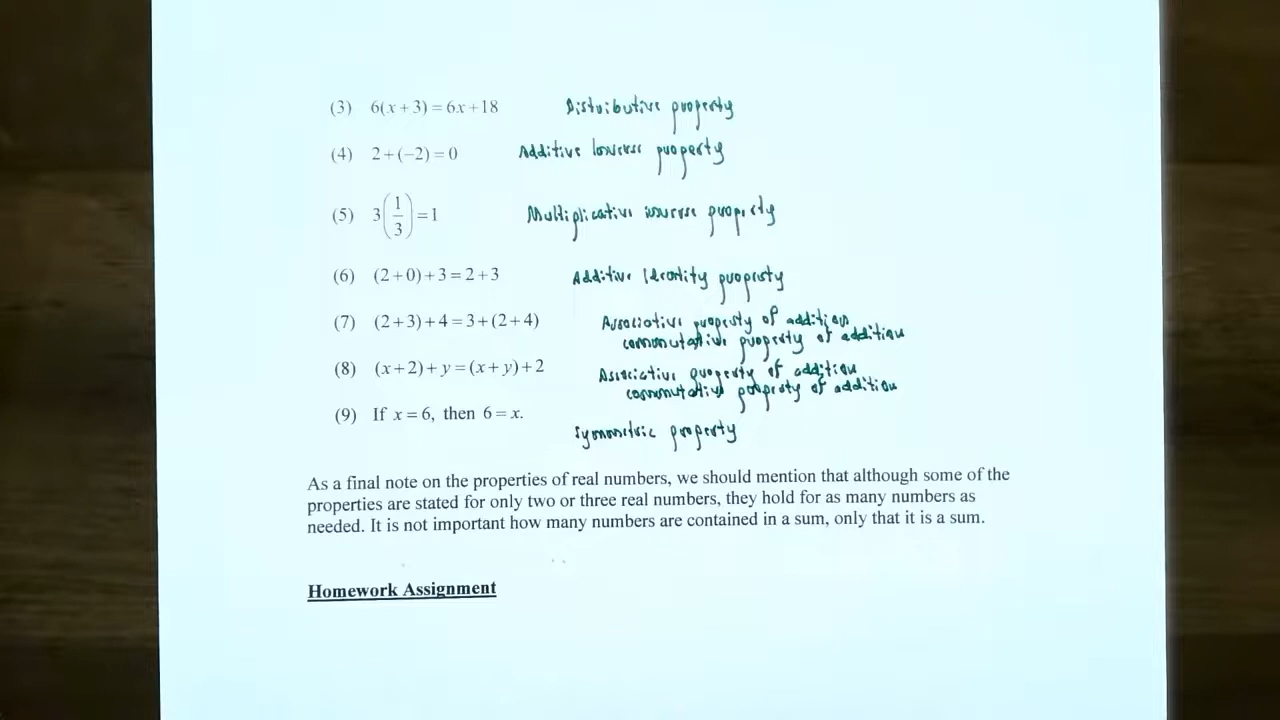 (3) 6(x+3)=6x+18 Distributive property
(4) 2+(−2)=0 Additive Inverse property
(5) 3(1/3)=1 Multiplicative inverse property
(6) (2+0)+3=2+3 Additive Identity property
(7) (2+3)+4=3+(2+4) Associative property of addition
commutative property of addition
(8) (x+2)+y=(x+y)+2 Associative property of addition
commutative property of addition
(9) If x=6, then 6=x.
Symmetric property
As a final note on the properties of real numbers, we should mention that although some of the
properties are stated for only two or three real numbers, they hold for as many numbers as
needed. It is not important how many numbers are contained in a sum, only that it is a sum.
Homework Assignment